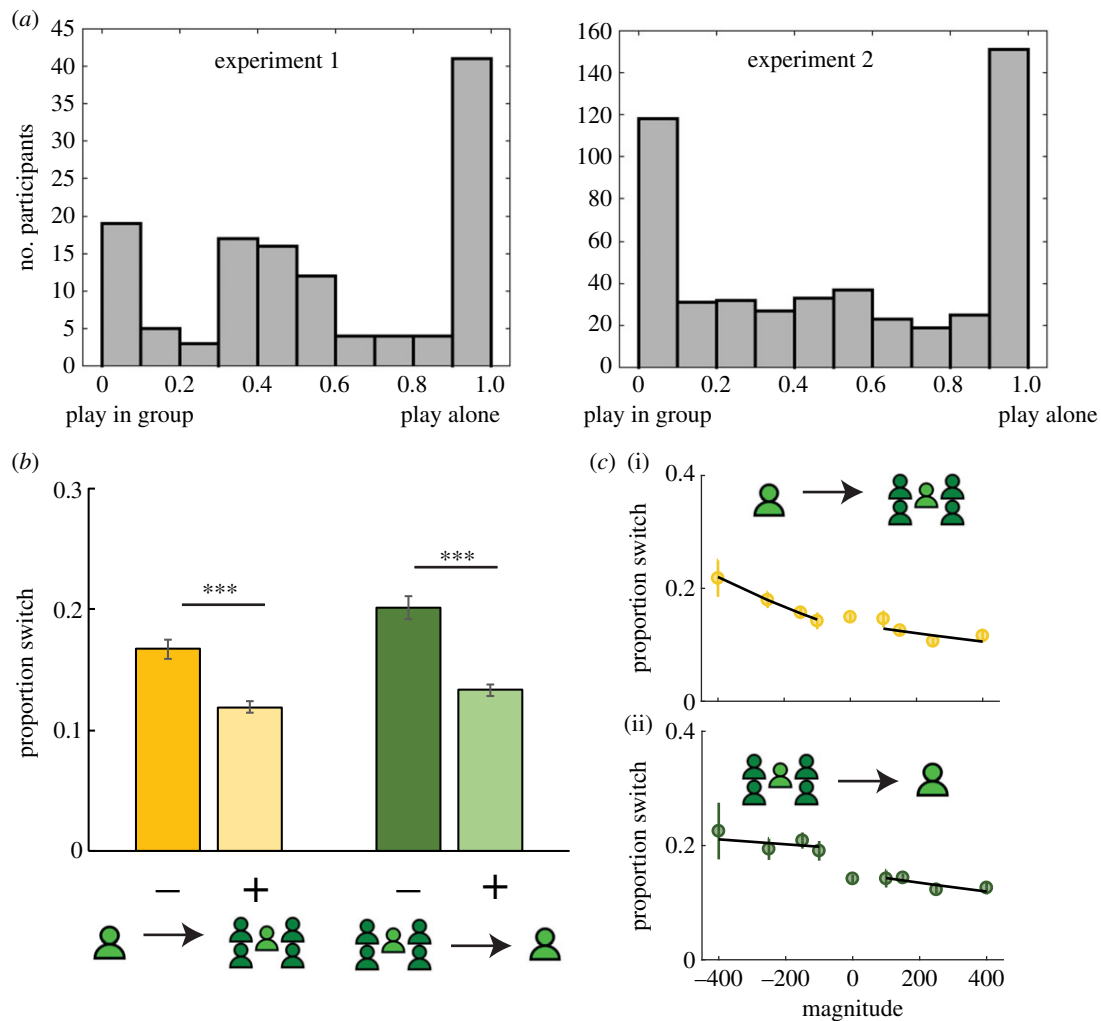 (a)
experiment 1
no. participants
45
40
35
30
25
20
15
10
5
0
0 0.2 0.4 0.6 0.8 1.0
play in group play alone
experiment 2
160
140
120
100
80
60
40
20
0
0 0.2 0.4 0.6 0.8 1.0
play in group play alone
(b)
proportion switch
0.3
0.2
0.1
0
*** ***
– + – +
(c) (i)
proportion switch
0.4
0.2
0
(ii)
proportion switch
0.4
0.2
0
–400 –200 0 200 400
magnitude